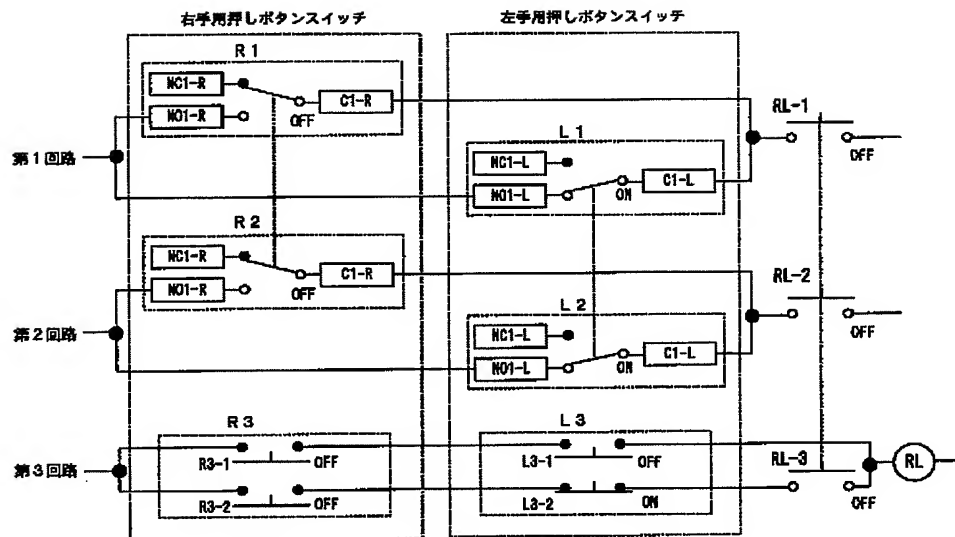 右手用押しボタンスイッチ
左手用押しボタンスイッチ
R1
NC1-R
C1-R
NO1-R
OFF
RL-1
OFF
第1回路
L1
NC1-L
NO1-L
ON
C1-L
R2
NC1-R
C1-R
NO1-R
OFF
RL-2
OFF
第2回路
L2
NC1-L
NO1-L
ON
C1-L
R3
L3
R3-1
OFF
L3-1
OFF
第3回路
RL-3
RL
R3-2
OFF
L3-2
ON
OFF